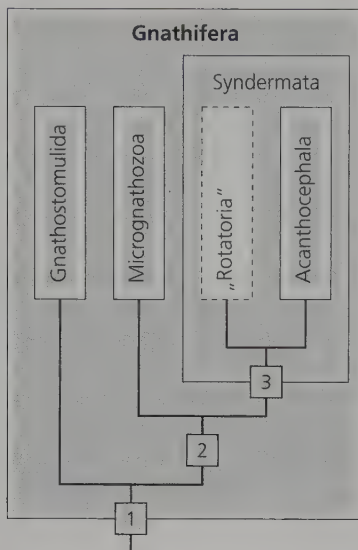 Gnathifera
Syndermata
Gnathostomulida
Micrognathozoa
„Rotatoria”
Acanthocephala
3
2
1